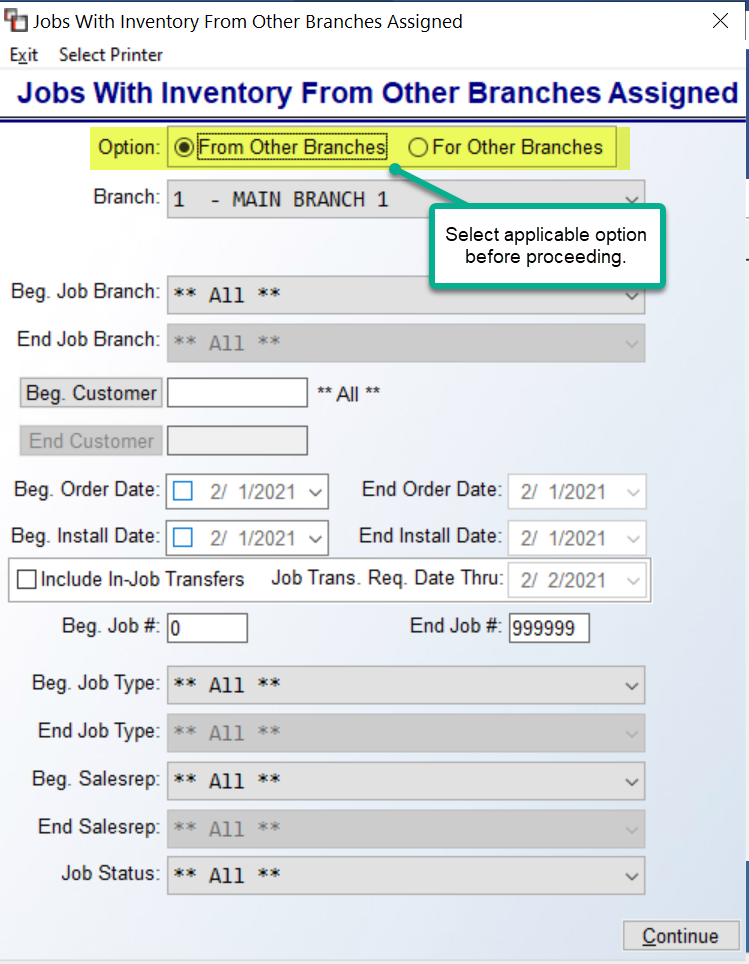 Jobs With Inventory From Other Branches Assigned
Exit Select Printer
Jobs With Inventory From Other Branches Assigned
Option: From Other Branches For Other Branches
Branch: 1 - MAIN BRANCH 1
Select applicable option
before proceeding.
Beg. Job Branch: ** All **
End Job Branch: ** All **
Beg. Customer ** All **
End Customer
Beg. Order Date: 2/ 1/2021 End Order Date: 2/ 1/2021
Beg. Install Date: 2/ 1/2021 End Install Date: 2/ 1/2021
Include In-Job Transfers Job Trans. Req. Date Thru: 2/ 2/2021
Beg. Job #: 0 End Job #: 999999
Beg. Job Type: ** All **
End Job Type: ** All **
Beg. Salesrep: ** All **
End Salesrep: ** All **
Job Status: ** All **
Continue